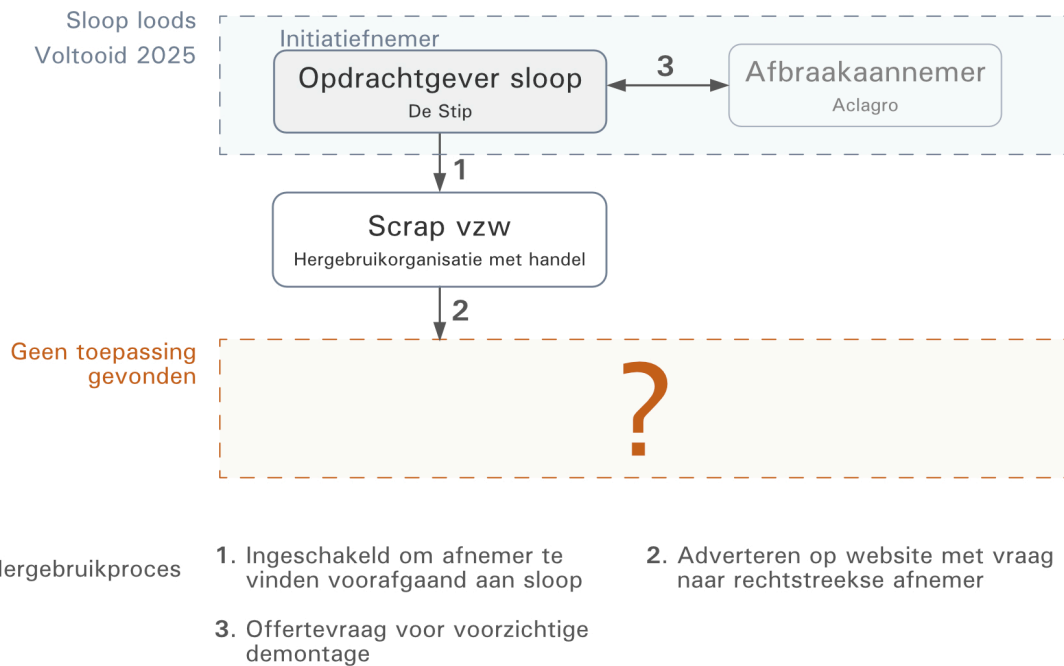 Sloop loods
Voltooid 2025
Initiatiefnemer
Opdrachtgever sloop
De Stip
3
Afbraakaannemer
Aclagro
1
Scrap vzw
Hergebruikorganisatie met handel
2
Geen toepassing
gevonden
?
ergebruikproces
1. Ingeschakeld om afnemer te
vinden voorafgaand aan sloop
2. Adverteren op website met vraag
naar rechtstreekse afnemer
3. Offertevraag voor voorzichtige
demontage